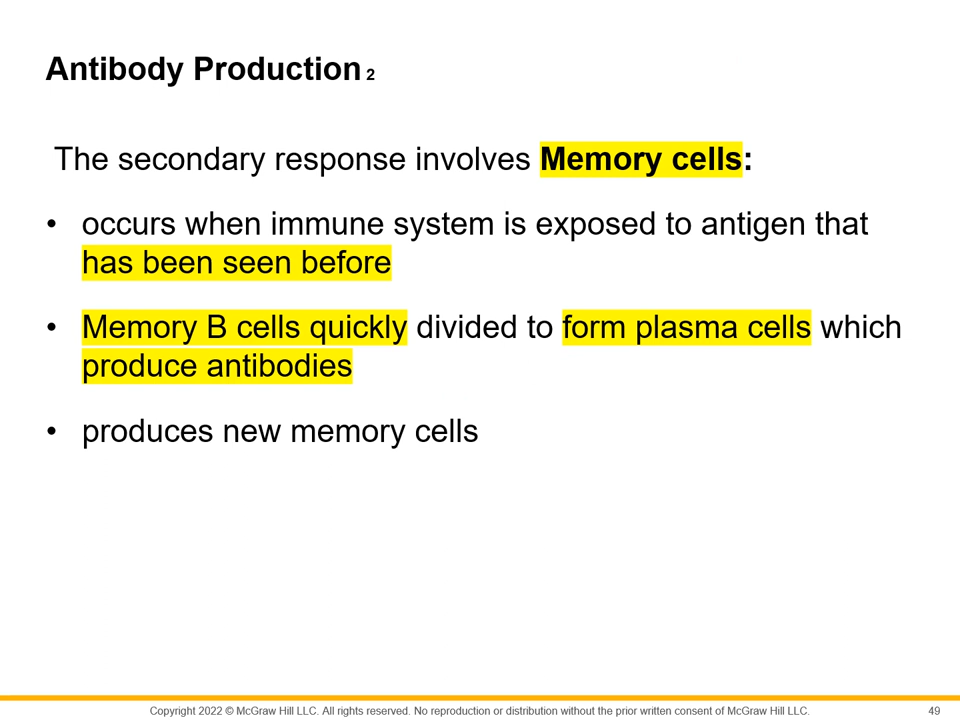 Antibody Production 2
The secondary response involves Memory cells:
• occurs when immune system is exposed to antigen that
has been seen before
• Memory B cells quickly divided to form plasma cells which
produce antibodies
• produces new memory cells
Copyright 2022 © McGraw Hill LLC. All rights reserved. No reproduction or distribution without the prior written consent of McGraw Hill LLC.
49